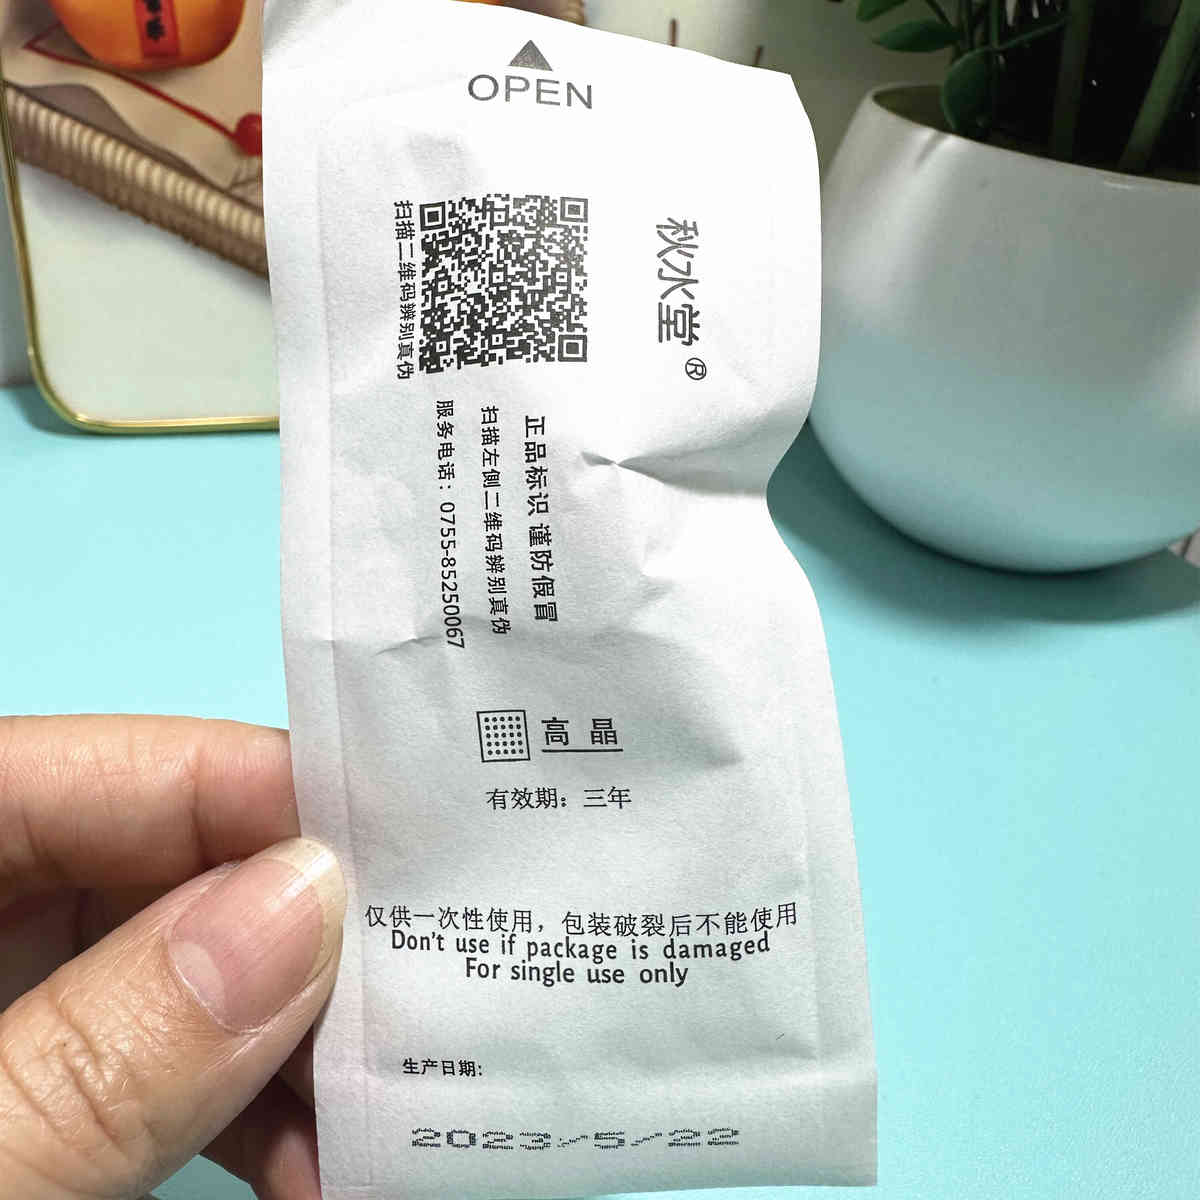 OPEN
秋水堂®
扫描二维码辨别真伪
正品标识 谨防假冒
扫描左侧二维码辨别真伪
服务电话：0755-85250067
高晶
有效期：三年
仅供一次性使用，包装破裂后不能使用
Don't use if package is damaged
For single use only
生产日期:
2023/5/22